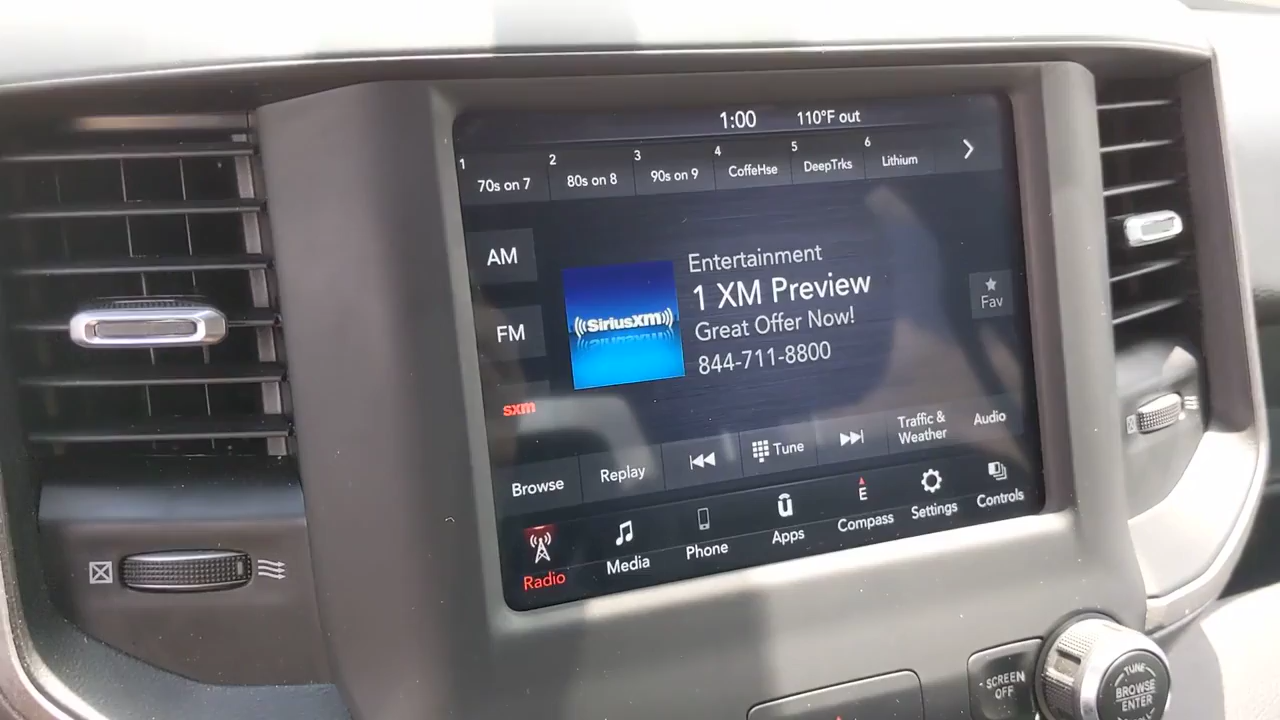 1:00 110°F out
1 70s on 7
2 80s on 8
3 90s on 9
4 CoffeHse
5 DeepTrks
6 Lithium
AM
FM
sxm
((SiriusXm))
Entertainment
1 XM Preview
Great Offer Now!
844-711-8800
Fav
Browse
Replay
Tune
Traffic &
Weather
Audio
Radio
Media
Phone
û
Apps
E
Compass
Settings
Controls
SCREEN
OFF
TUNE
BROWSE
ENTER